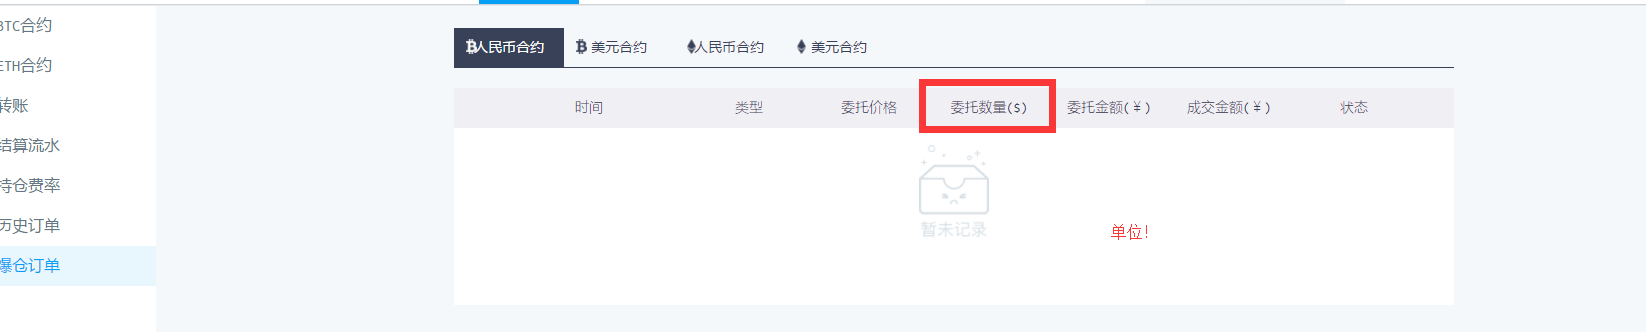 BTC合约
ETH合约
转账
结算流水
持仓费率
历史订单
爆仓订单
人民币合约 美元合约 人民币合约 美元合约
时间 类型 委托价格 委托数量($) 委托金额(¥) 成交金额(¥) 状态
暂未记录
单位!